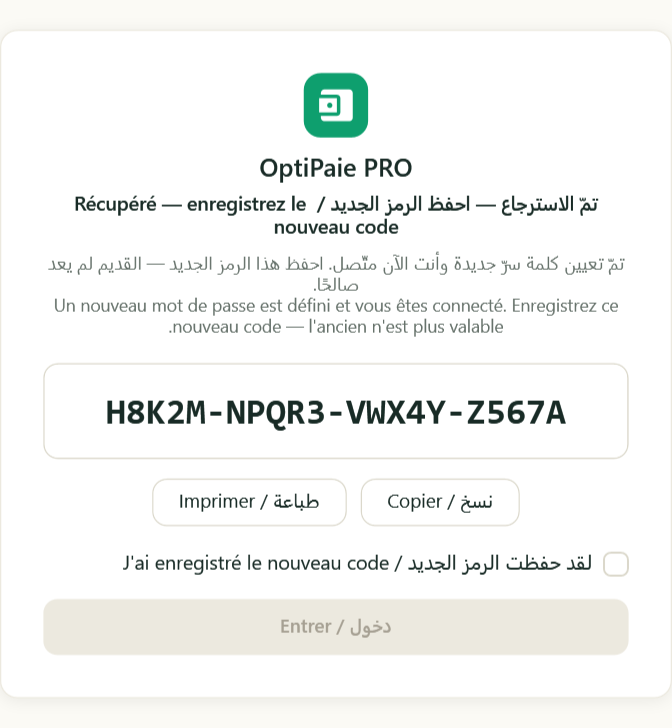 OptiPaie PRO
تمّ الاسترجاع — احفظ الرمز الجديد / Récupéré — enregistrez le
nouveau code
تمّ تعيين كلمة سرّ جديدة وأنت الآن متّصل. احفظ هذا الرمز الجديد — القديم لم يعد
صالحًا.
Un nouveau mot de passe est défini et vous êtes connecté. Enregistrez ce
nouveau code — l'ancien n'est plus valable.
H8K2M-NPQR3-VWX4Y-Z567A
نسخ / Copier
طباعة / Imprimer
لقد حفظت الرمز الجديد / J'ai enregistré le nouveau code
دخول / Entrer